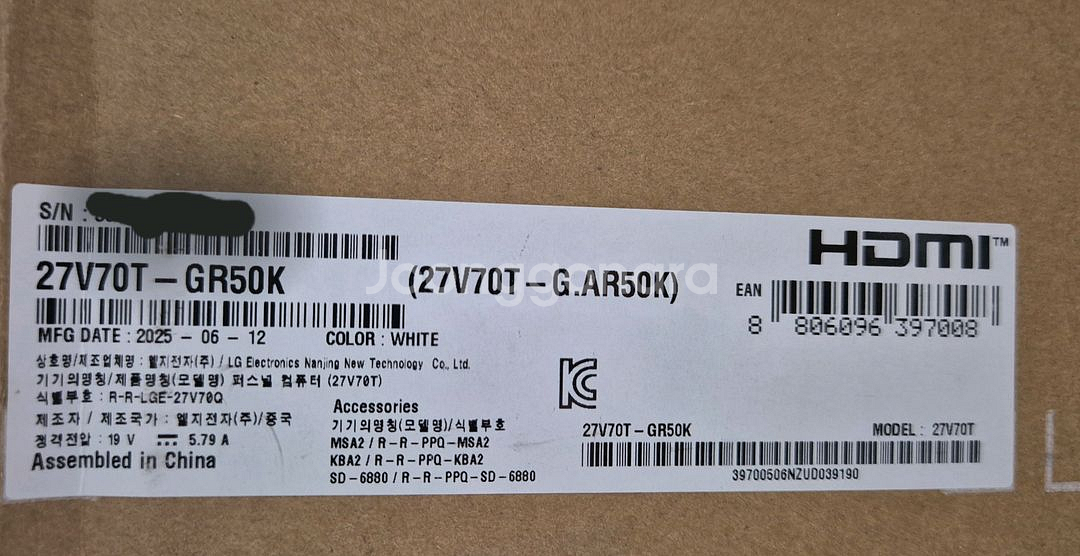 S/N :
27V70T-GR50K (27V70T-G.AR50K)
MFG DATE : 2025 - 06 - 12 COLOR : WHITE
상호명/제조업체명 : 엘지전자(주) / LG Electronics Nanjing New Technology Co., Ltd.
기기의명칭/제품명칭(모델명) 퍼스널 컴퓨터 (27V70T)
식별부호 : R-R-LGE-27V70Q
제조자 / 제조국가 : 엘지전자(주)/중국
정격전압 : 19 V 5.79 A
Assembled in China
Accessories
기기의명칭(모델명)/식별부호
MSA2 / R-R-PPQ-MSA2
KBA2 / R-R-PPQ-KBA2
SD-6880 / R-R-PPQ-SD-6880
HDMI™
EAN
8 806096 397008
27V70T-GR50K MODEL : 27V70T
39700506NZUD039190
Joonggonara